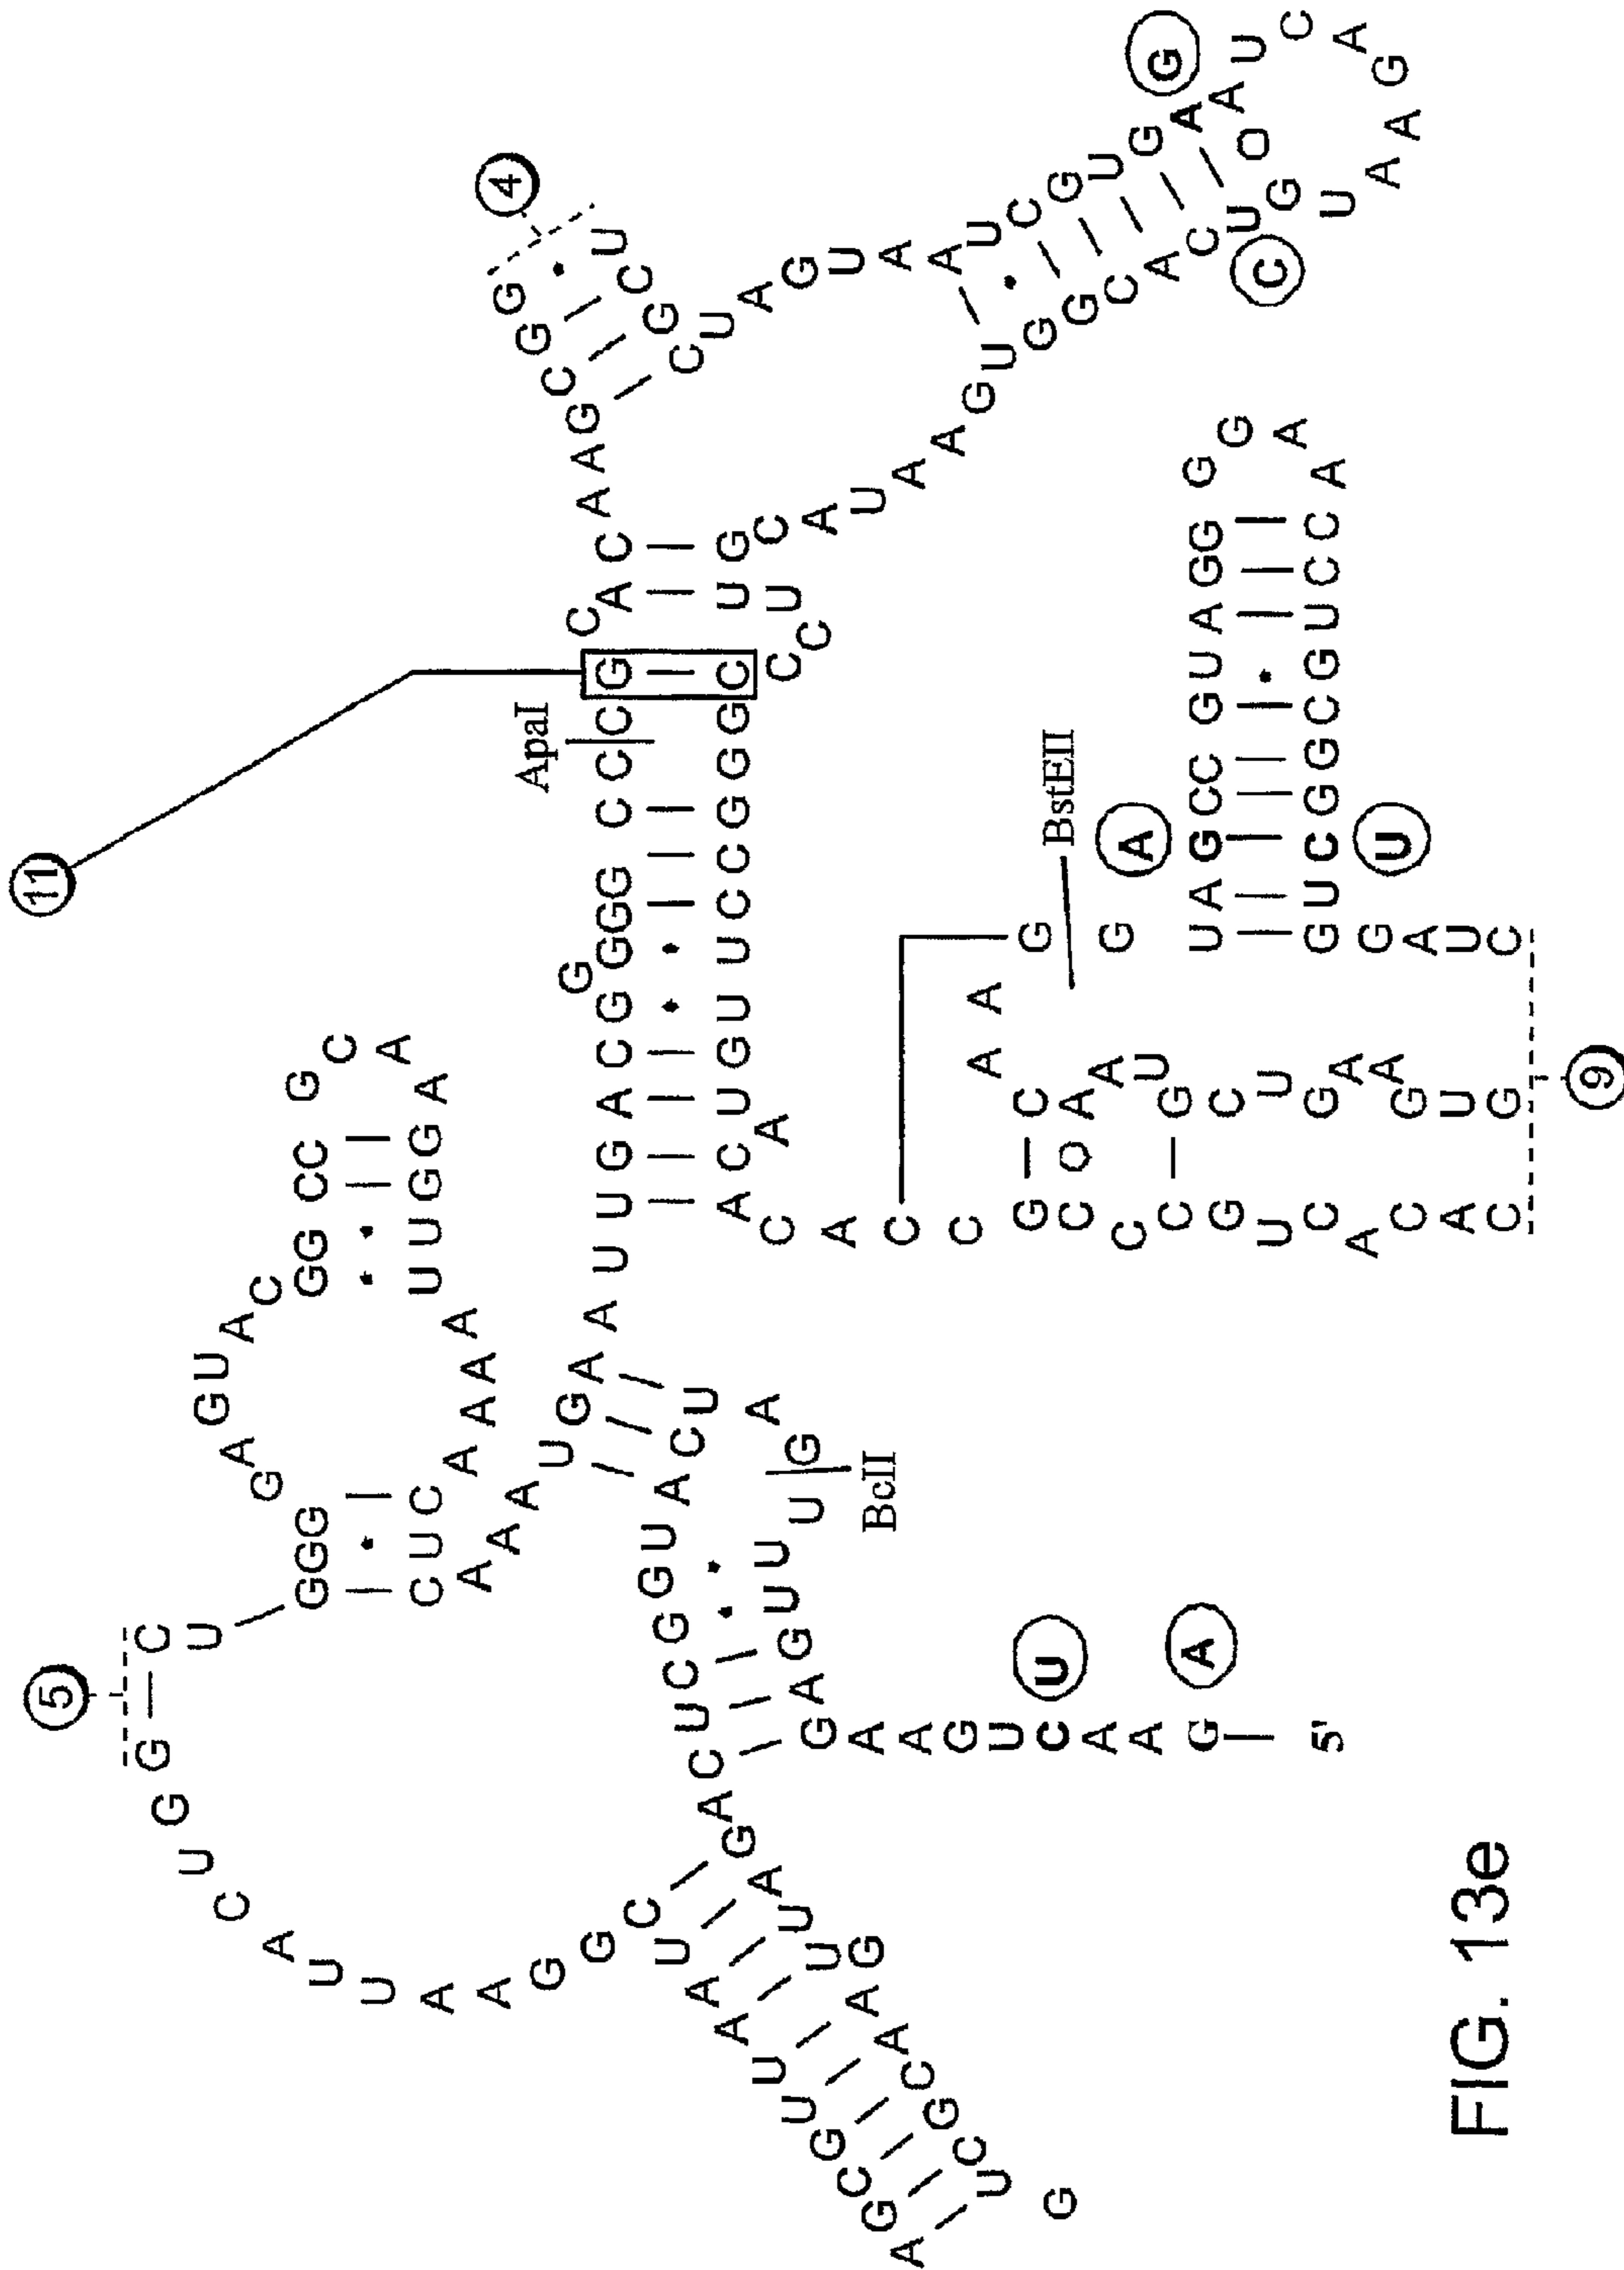 11
4
5
9
ApaI
BstEII
BclI
G G C G A A C A C G C C C G G G G G C A G U U A A G U A A A
U C G C U A G U A A U C G U G A A U C A G A A U G U C A C G G U G A A U A C
U C C C
G U C G G G C C U U G U C A A
C A C C G C C C G U C A C A C
G U G A A G U C G U A A C A A G G
U A G C C G U A G G G G A A C C U G C G G C U G G A U C
C U G G G G A G U A C G G C C G C A A G G U U A A A A C U C
G G U C A U U A A G G C U A A U U G C G A
G U C G C A A G U U A G A C U C G G U A C U A G U U U G A G
G A A G U C A A G
5'
G
C
A
U
U
A
FIG. 13e